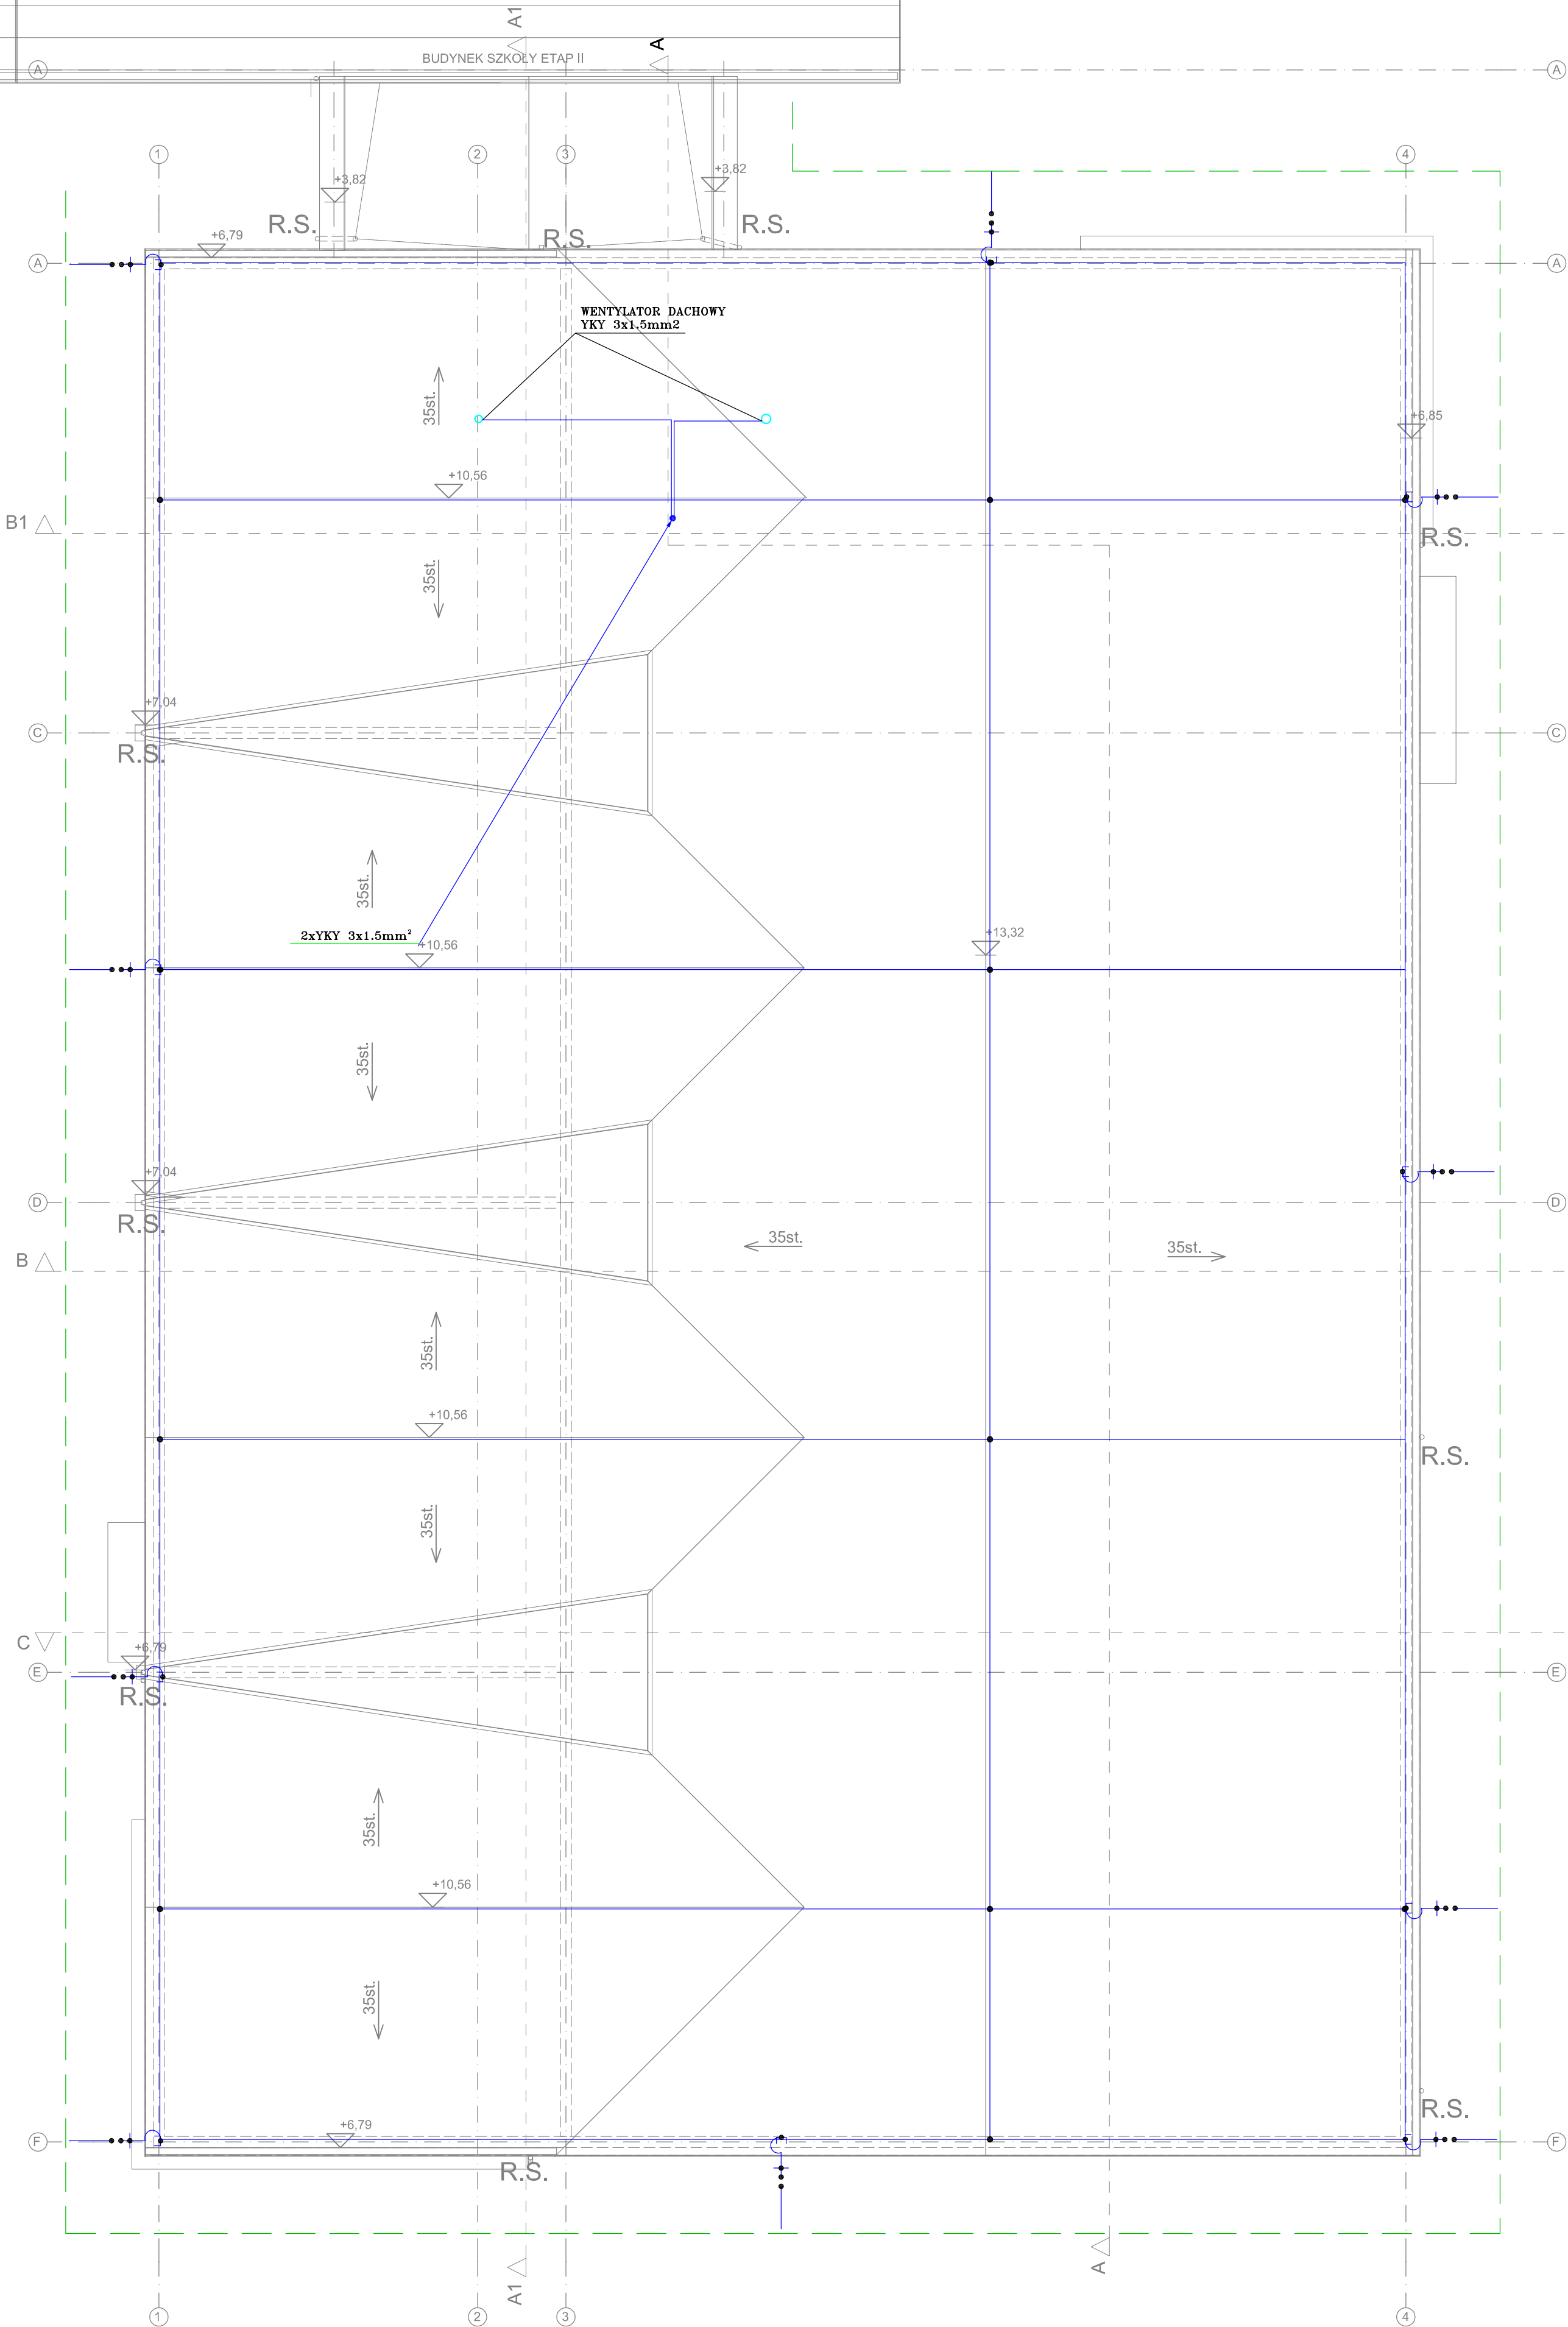 A1
A
BUDYNEK SZKOŁY ETAP II
A
A
1
2
3
4
+3,82
+3,82
R.S.
R.S.
R.S.
+6,79
A
A
WENTYLATOR DACHOWY
YKY 3x1.5mm2
35st.
+6,85
+10,56
B1
R.S.
35st.
+7,04
C
C
R.S.
35st.
2xYKY 3x1.5mm²
+10,56
+13,32
35st.
+7,04
D
D
R.S.
35st.
35st.
B
35st.
+10,56
R.S.
35st.
C
+6,79
E
E
R.S.
35st.
+10,56
35st.
R.S.
+6,79
F
F
R.S.
A
A1
1
2
3
4